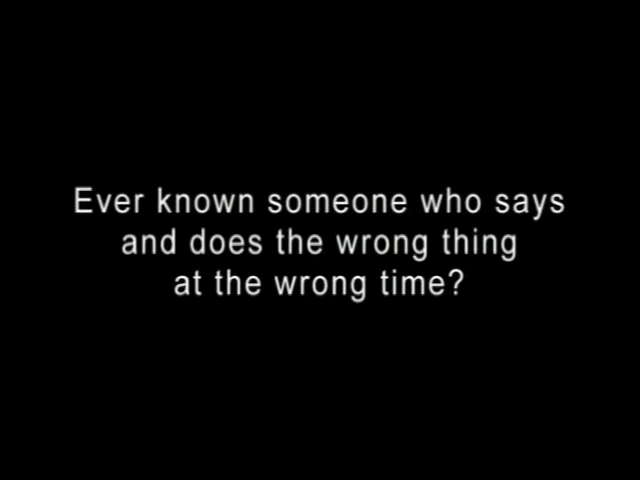 Ever known someone who says
and does the wrong thing
at the wrong time?